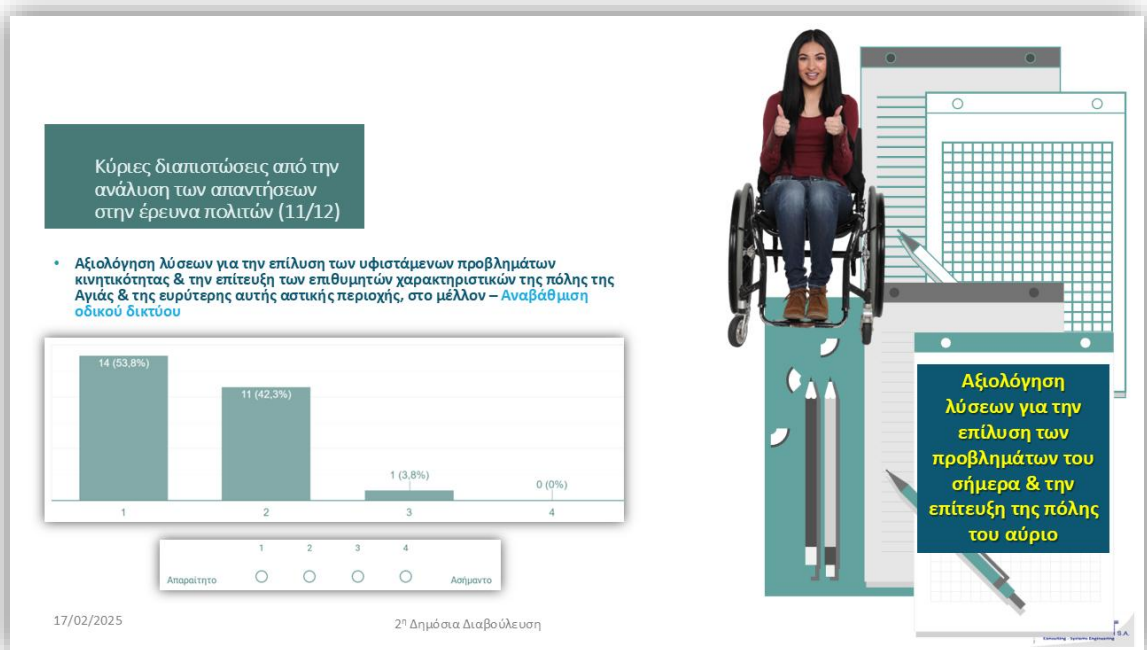 Κύριες διαπιστώσεις από την
ανάλυση των απαντήσεων
στην έρευνα πολιτών (11/12)
• Αξιολόγηση λύσεων για την επίλυση των υφιστάμενων προβλημάτων
κινητικότητας & την επίτευξη των επιθυμητών χαρακτηριστικών της πόλης της
Αγιάς & της ευρύτερης αυτής αστικής περιοχής, στο μέλλον – Αναβάθμιση
οδικού δικτύου
14 (53,8%)
11 (42,3%)
1 (3,8%)
0 (0%)
1 2 3 4
1 2 3 4
Απαραίτητο Ασήμαντο
Αξιολόγηση
λύσεων για την
επίλυση των
προβλημάτων του
σήμερα & την
επίτευξη της πόλης
του αύριο
17/02/2025
2η Δημόσια Διαβούλευση
S.A.
Consulting - Systems Engineering